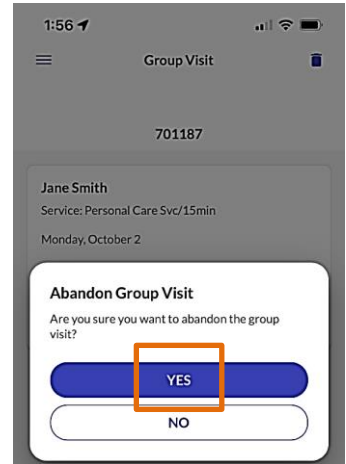 1:56
Group Visit
701187
Jane Smith
Service: Personal Care Svc/15min
Monday, October 2
Abandon Group Visit
Are you sure you want to abandon the group
visit?
YES
NO